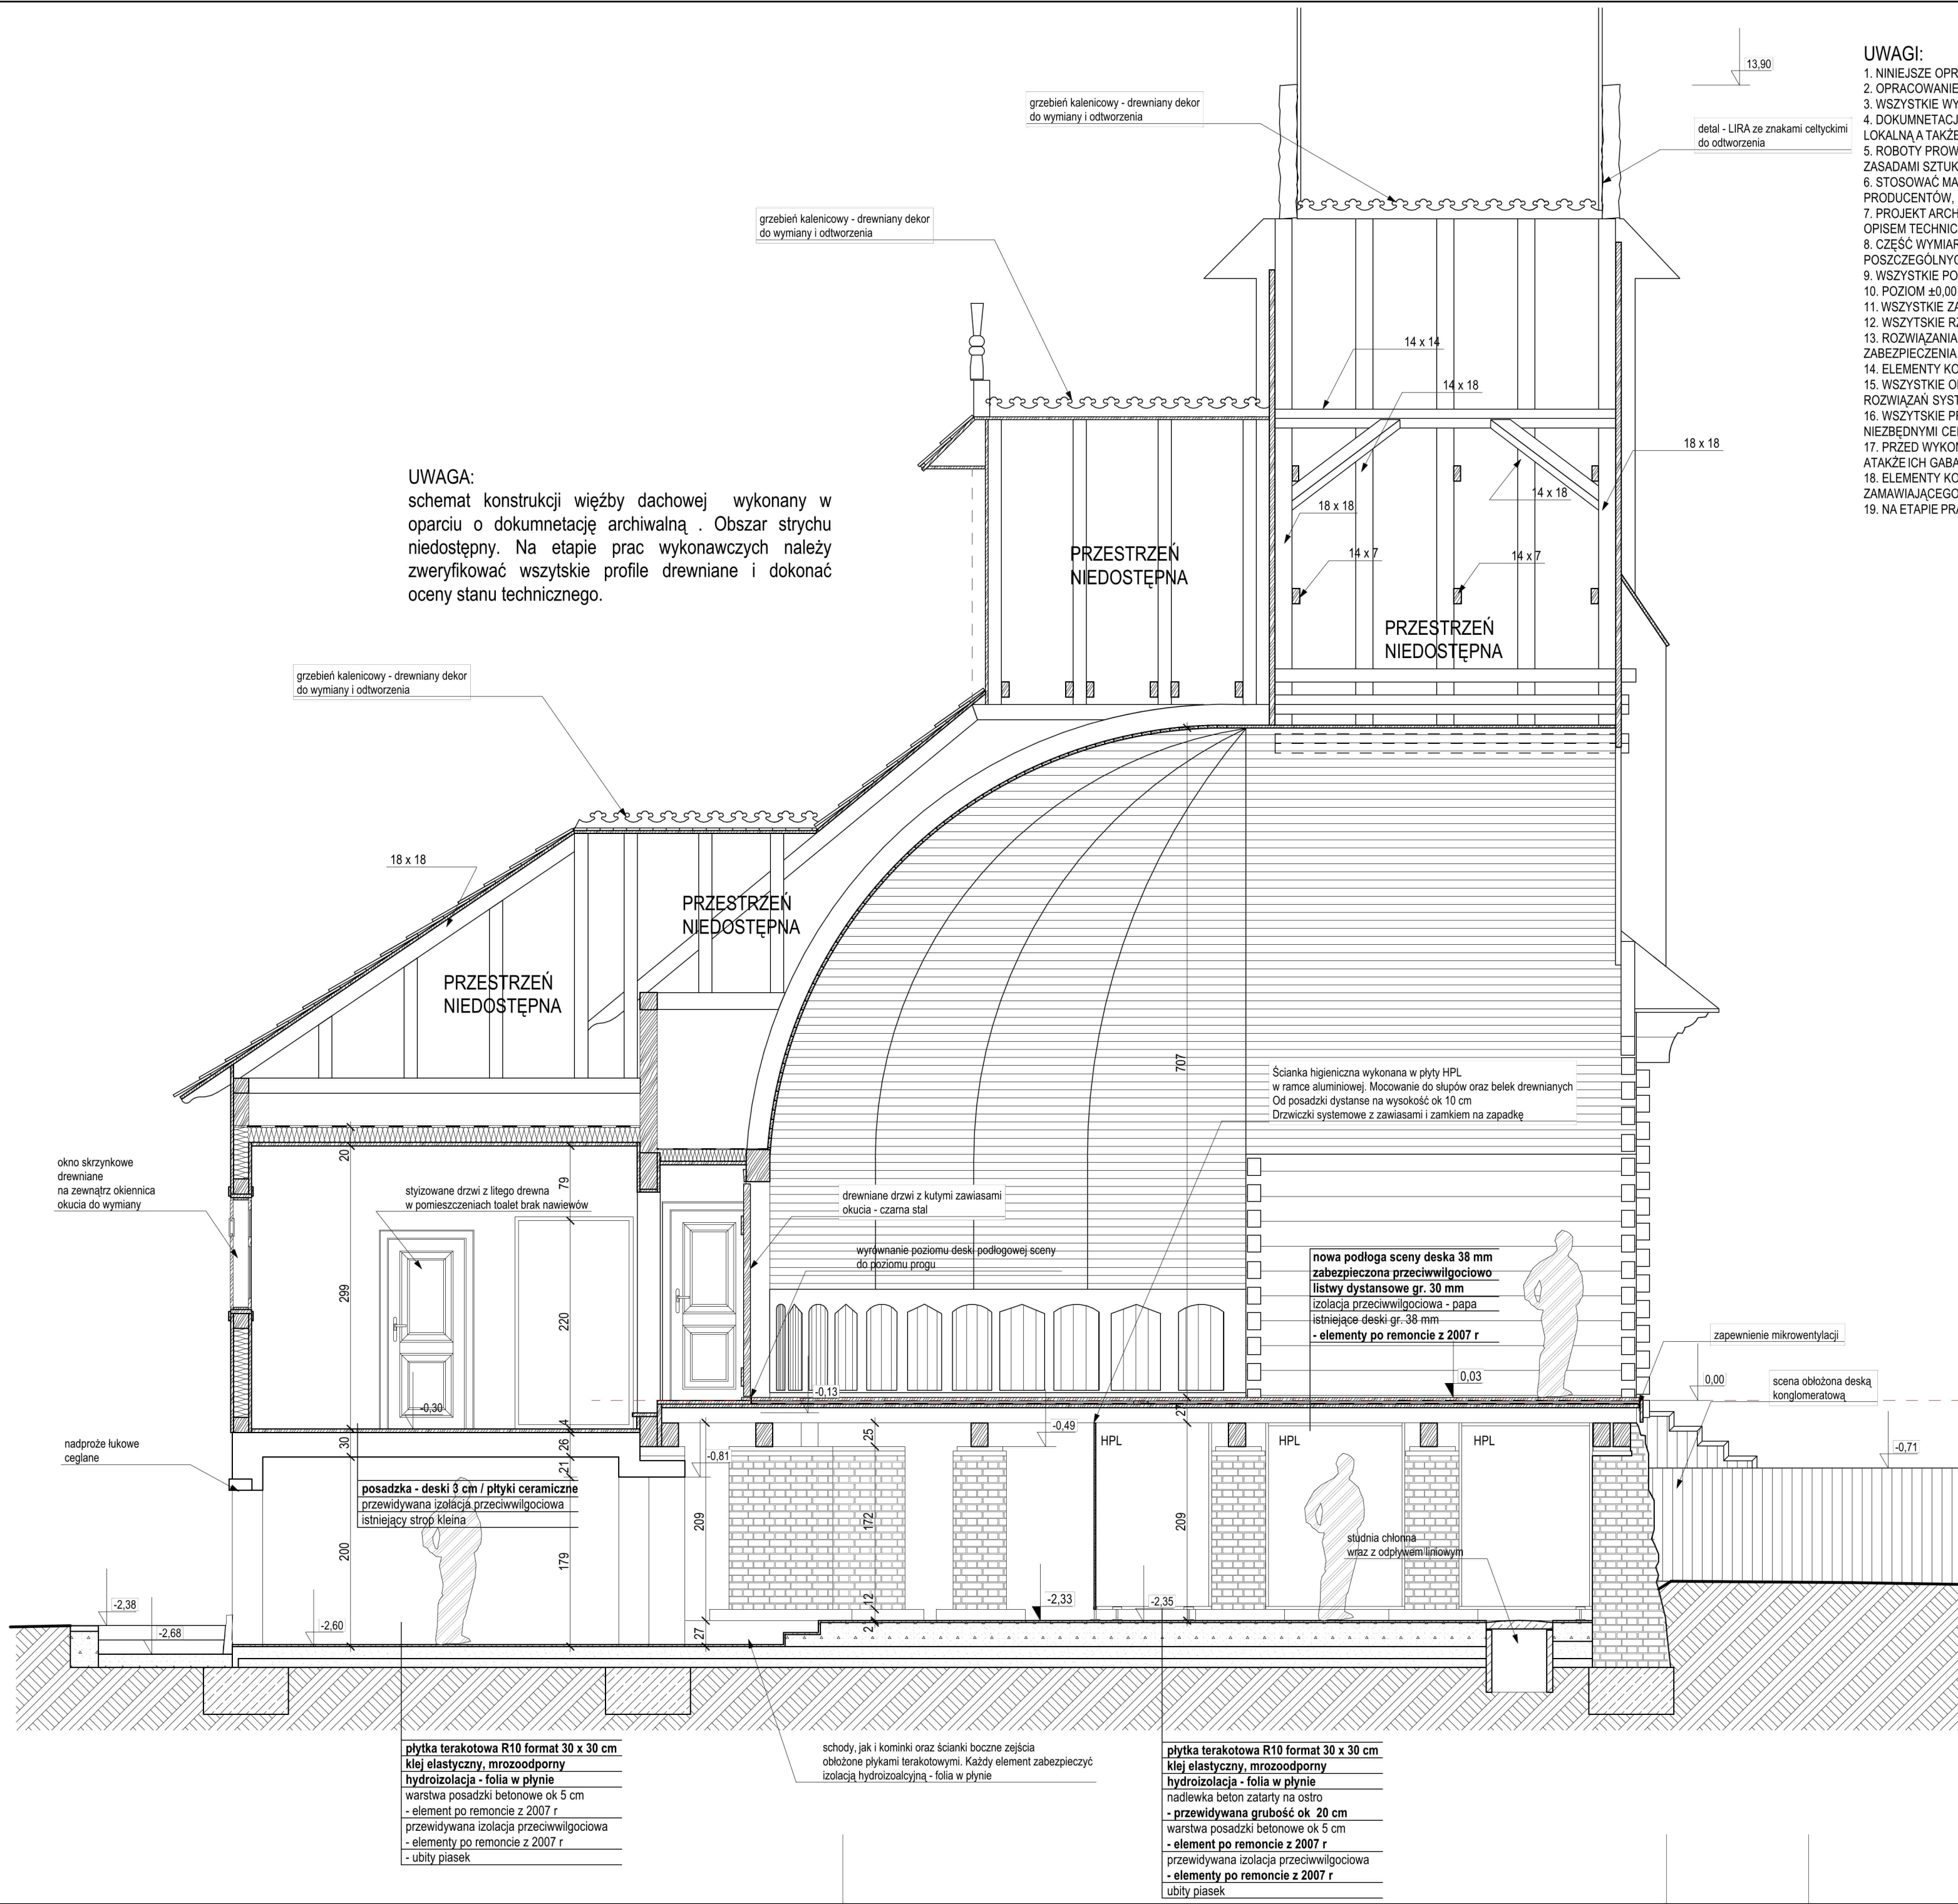 13,90
UWAGI:
1. NINIEJSZE OPR
2. OPRACOWANIE
3. WSZYSTKIE WY
4. DOKUMNETACJ
LOKALNĄ A TAKŻE
5. ROBOTY PROW
ZASADAMI SZTUK
6. STOSOWAĆ MA
PRODUCENTÓW,
7. PROJEKT ARCH
OPISEM TECHNIC
8. CZĘŚĆ WYMIAR
POSZCZEGÓLNYC
9. WSZYSTKIE PO
10. POZIOM ±0,00
11. WSZYSTKIE ZA
12. WSZYTSKIE RZ
13. ROZWIĄZANIA
ZABEZPIECZENIA
14. ELEMENTY KO
15. WSZYSTKIE
ROZWIĄZAŃ SYST
16. WSZYTSKIE PR
NIEZBĘDNYMI CEI
17. PRZED WYKON
ATAKŻE ICH GABA
18. ELEMENTY KO
ZAMAWIAJĄCEGO
19. NA ETAPIE PRA
grzebień kalenicowy - drewniany dekor
do wymiany i odtworzenia
detal - LIRA ze znakami celtyckimi
do odtworzenia
grzebień kalenicowy - drewniany dekor
do wymiany i odtworzenia
14 x 14
14 x 18
18 x 18
14 x 18
18 x 18
14 x 7
14 x 7
UWAGA:
schemat konstrukcji więźby dachowej wykonany w
oparciu o dokumnetację archiwalną . Obszar strychu
niedostępny. Na etapie prac wykonawczych należy
zweryfikować wszytskie profile drewniane i dokonać
oceny stanu technicznego.
PRZESTRZEŃ
NIEDOSTĘPNA
PRZESTRZEŃ
NIEDOSTĘPNA
grzebień kalenicowy - drewniany dekor
do wymiany i odtworzenia
18 x 18
PRZESTRZEŃ
NIEDOSTĘPNA
PRZESTRZEŃ
NIEDOSTĘPNA
707
Ścianka higieniczna wykonana w płyty HPL
w ramce aluminiowej. Mocowanie do słupów oraz belek drewnianych
Od posadzki dystanse na wysokość ok 10 cm
Drzwiczki systemowe z zawiasami i zamkiem na zapadkę
okno skrzynkowe
drewniane
na zewnątrz okiennica
okucia do wymiany
20
79
styizowane drzwi z litego drewna
w pomieszczeniach toalet brak nawiewów
drewniane drzwi z kutymi zawiasami
okucia - czarna stal
wyrównanie poziomu deski podłogowej sceny
do poziomu progu
299
220
nowa podłoga sceny deska 38 mm
zabezpieczona przeciwwilgociowo
listwy dystansowe gr. 30 mm
izolacja przeciwwilgociowa - papa
istniejące deski gr. 38 mm
- elementy po remoncie z 2007 r
zapewnienie mikrowentylacji
0,03
0,00
scena obłożona deską
konglomeratową
-0,13
-0,30
27
4
-0,49
25
30
26
21
-0,81
HPL
HPL
HPL
-0,71
nadproże łukowe
ceglane
posadzka - deski 3 cm / płtyki ceramiczne
przewidywana izolacja przeciwwilgociowa
istniejący strop kleina
200
179
209
172
209
studnia chłonna
wraz z odpływem liniowym
-2,38
-2,68
-2,60
12
2
27
-2,33
-2,35
płytka terakotowa R10 format 30 x 30 cm
klej elastyczny, mrozoodporny
hydroizolacja - folia w płynie
warstwa posadzki betonowe ok 5 cm
- element po remoncie z 2007 r
przewidywana izolacja przeciwwilgociowa
- elementy po remoncie z 2007 r
- ubity piasek
schody, jak i kominki oraz ścianki boczne zejścia
obłożone płykami terakotowymi. Każdy element zabezpieczyć
izolacją hydroizoalcyjną - folia w płynie
płytka terakotowa R10 format 30 x 30 cm
klej elastyczny, mrozoodporny
hydroizolacja - folia w płynie
nadlewka beton zatarty na ostro
- przewidywana grubość ok 20 cm
warstwa posadzki betonowe ok 5 cm
- element po remoncie z 2007 r
przewidywana izolacja przeciwwilgociowa
- elementy po remoncie z 2007 r
ubity piasek